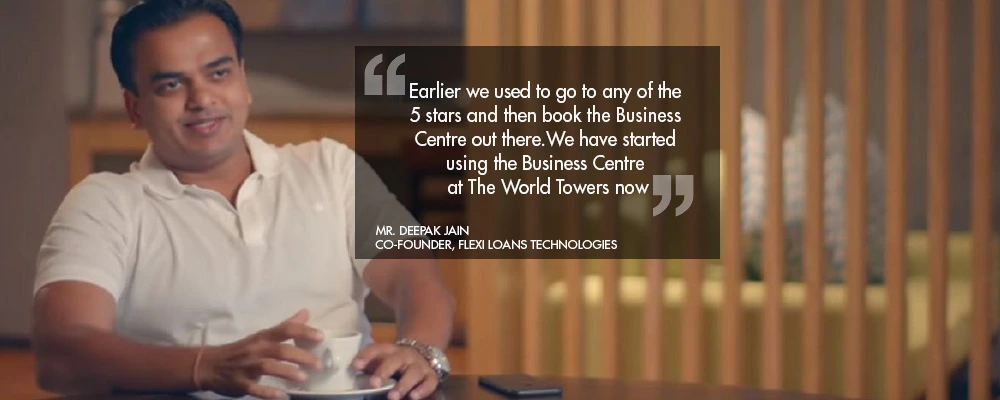 “Earlier we used to go to any of the
5 stars and then book the Business
Centre out there.We have started
using the Business Centre
at The World Towers now”
MR. DEEPAK JAIN
CO-FOUNDER, FLEXI LOANS TECHNOLOGIES